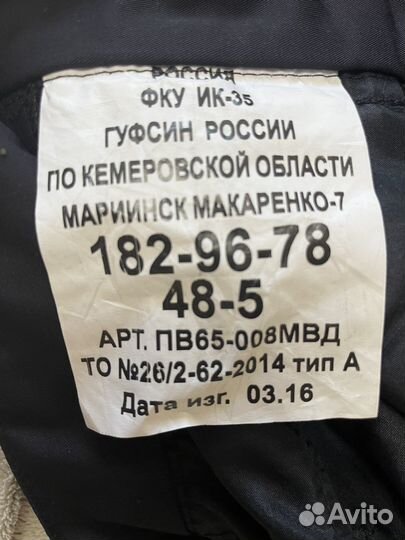 РОССИЯ
ФКУ ИК-35
ГУФСИН РОССИИ
ПО КЕМЕРОВСКОЙ ОБЛАСТИ
МАРИИНСК МАКАРЕНКО-7
182-96-78
48-5
АРТ. ПВ65-008МВД
ТО №26/2-62-2014 тип А
Дата изг. 03.16
Avito